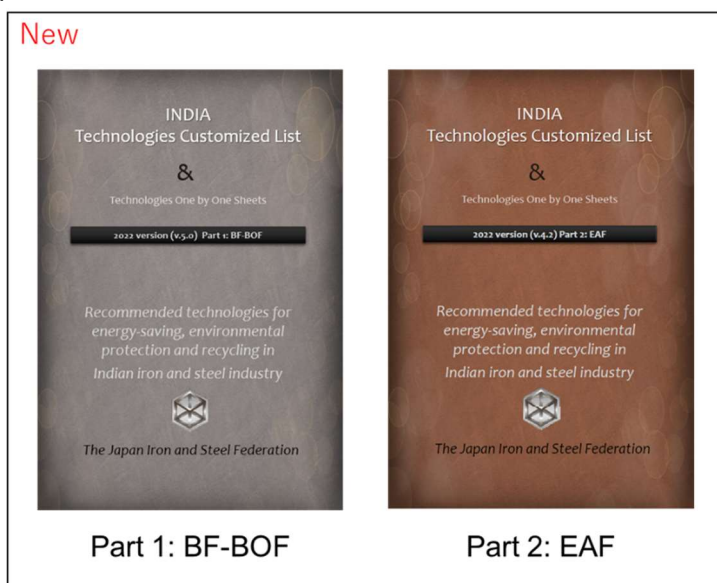 New
INDIA
Technologies Customized List
&
Technologies One by One Sheets
2022 version (v.5.0) Part 1: BF-BOF
Recommended technologies for
energy-saving, environmental
protection and recycling in
Indian iron and steel industry
The Japan Iron and Steel Federation
Part 1: BF-BOF
INDIA
Technologies Customized List
&
Technologies One by One Sheets
2022 version (v.4.2) Part 2: EAF
Recommended technologies for
energy-saving, environmental
protection and recycling in
Indian iron and steel industry
The Japan Iron and Steel Federation
Part 2: EAF